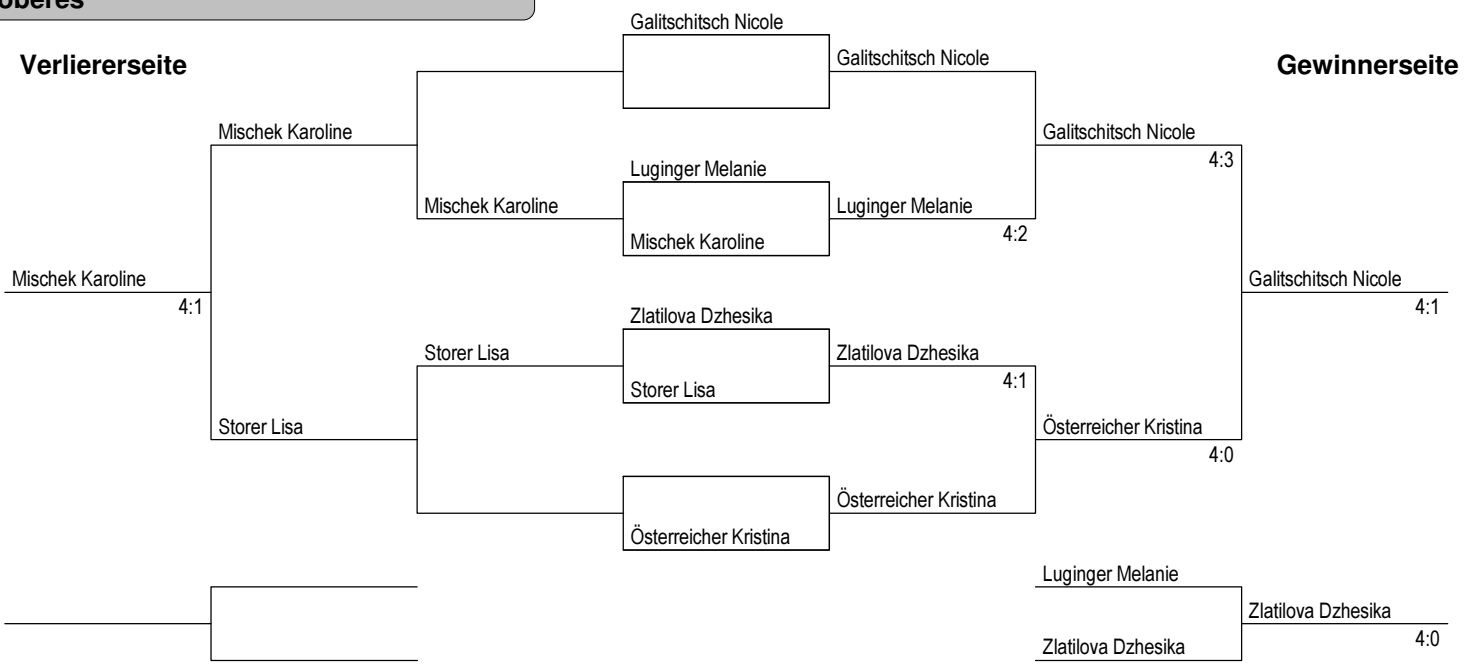 oberes
Verliererseite
Gewinnerseite
Galitschitsch Nicole
Galitschitsch Nicole
Mischek Karoline
Galitschitsch Nicole
4:3
Luginger Melanie
Mischek Karoline
Luginger Melanie
4:2
Mischek Karoline
Mischek Karoline
4:1
Galitschitsch Nicole
4:1
Zlatilova Dzhesika
Storer Lisa
Zlatilova Dzhesika
4:1
Storer Lisa
Storer Lisa
Österreicher Kristina
4:0
Österreicher Kristina
Österreicher Kristina
Luginger Melanie
Zlatilova Dzhesika
4:0
Zlatilova Dzhesika